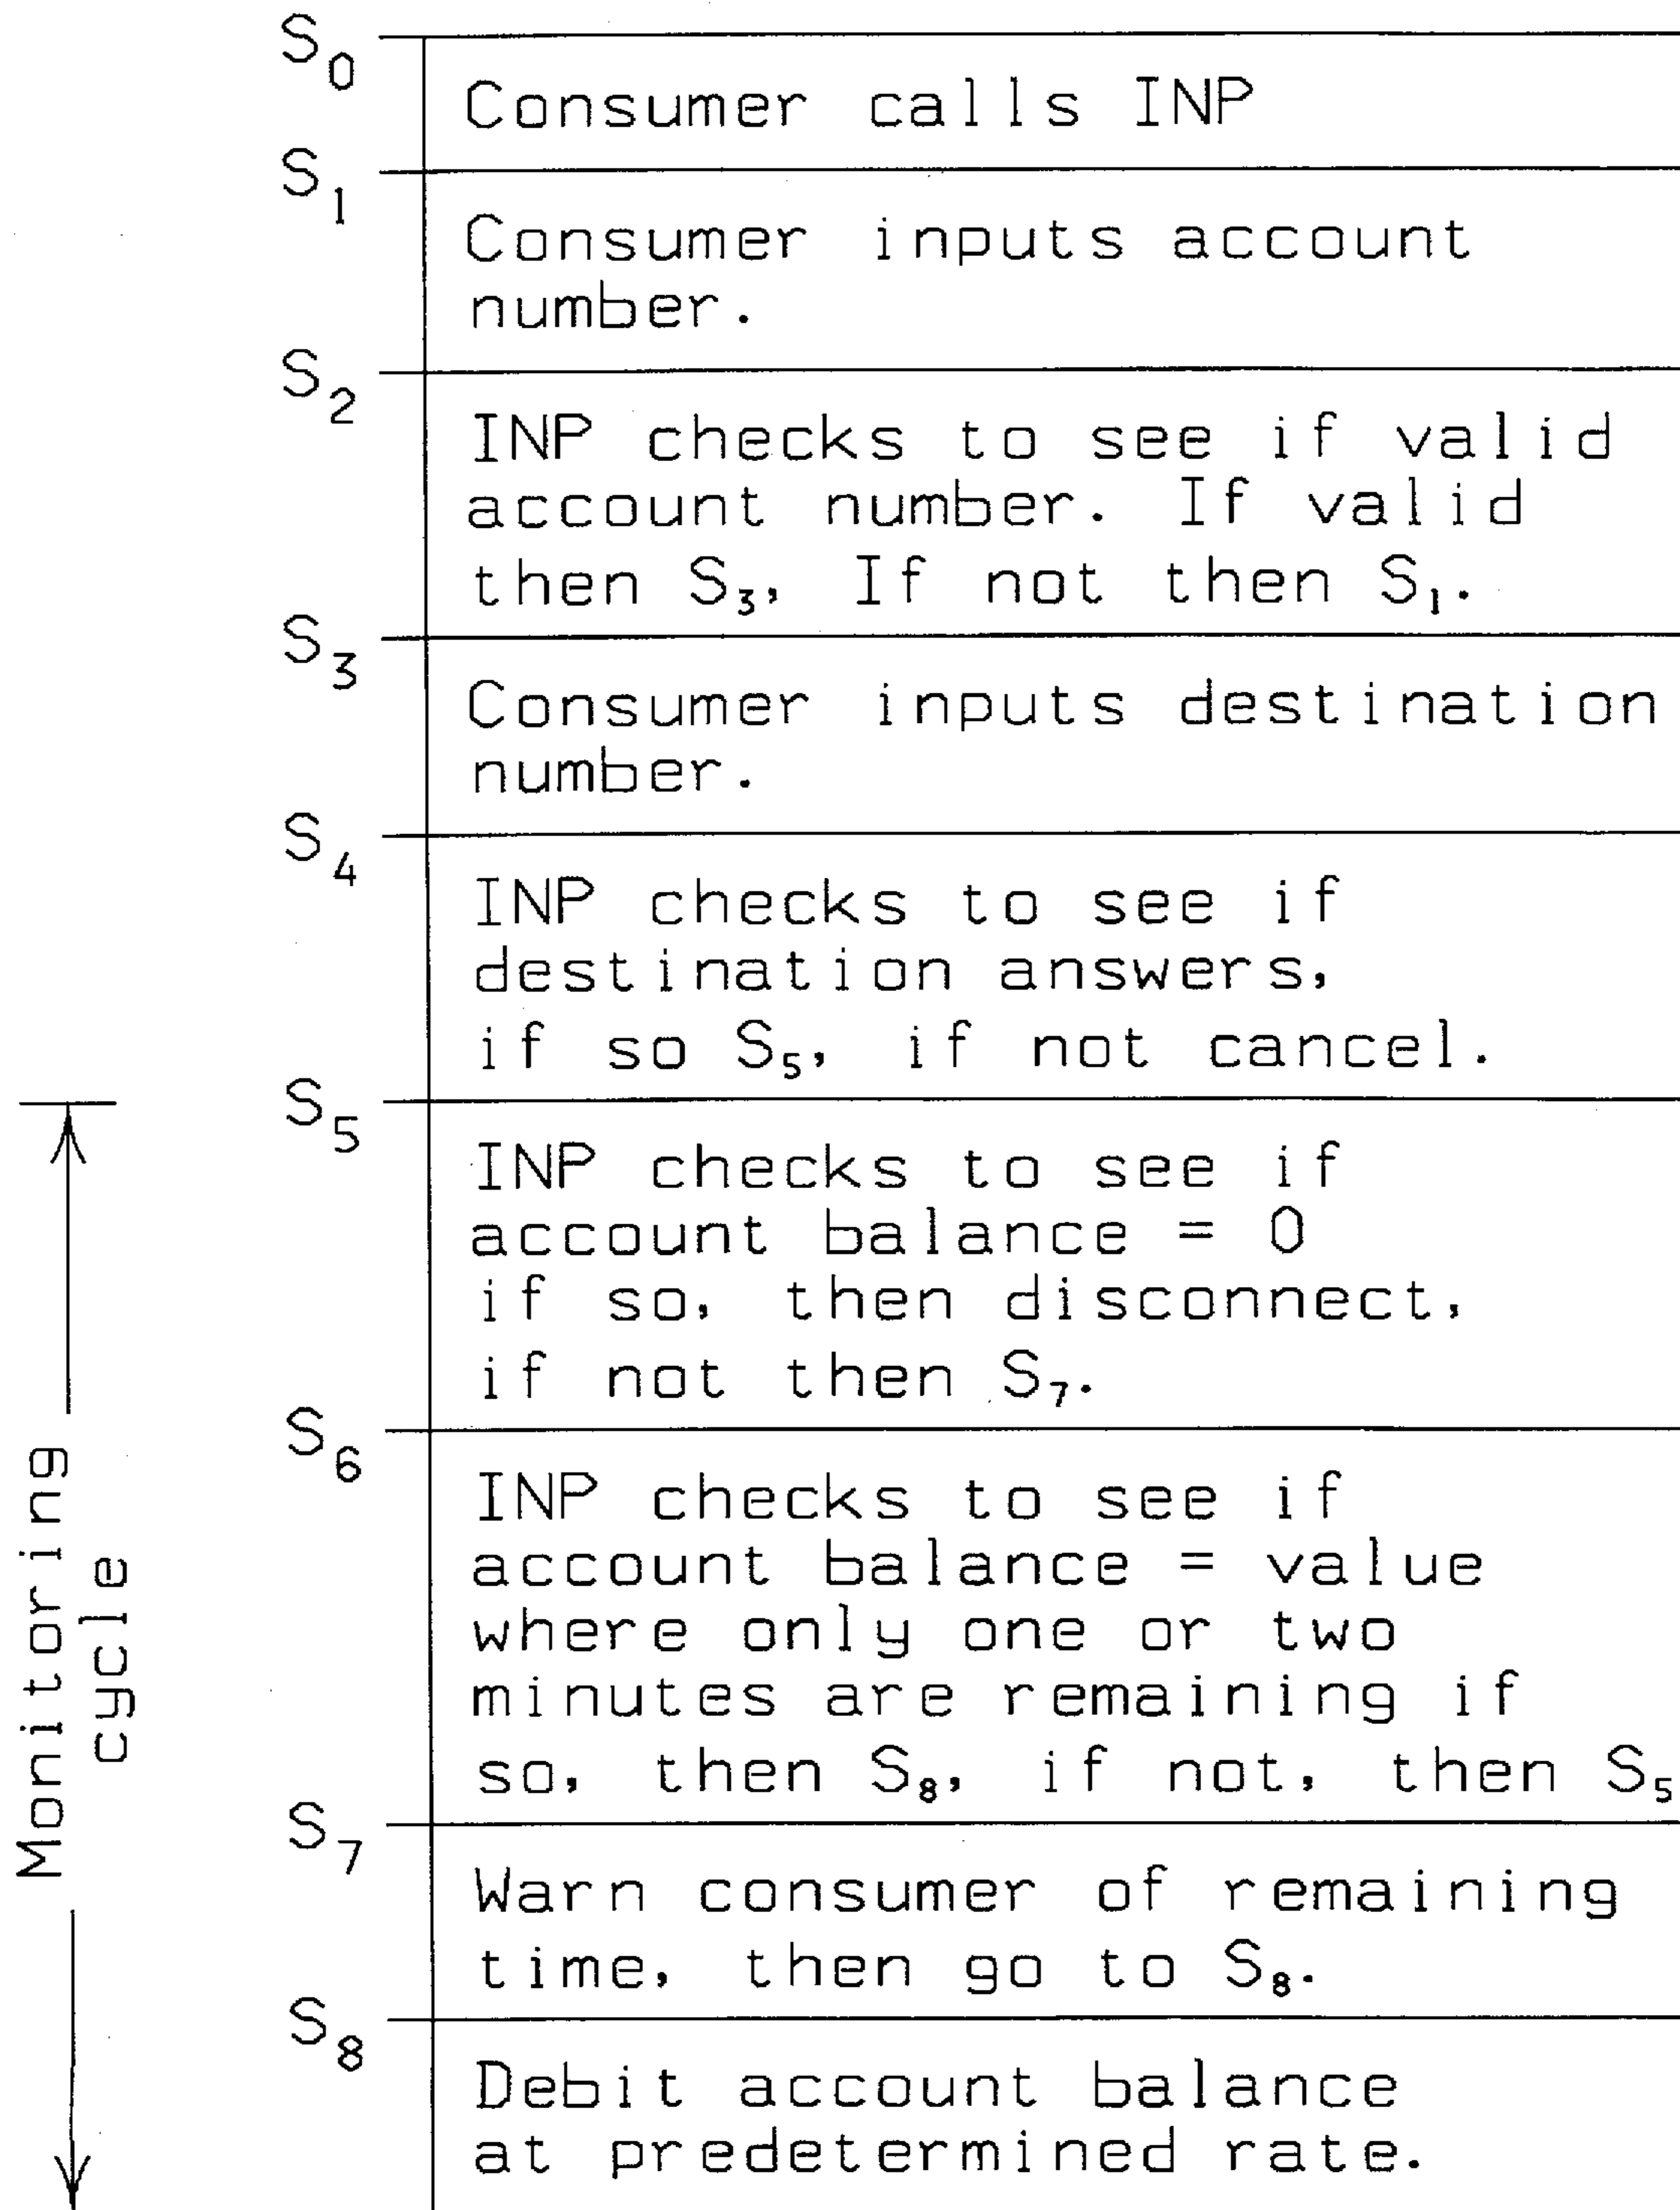 S0
Consumer calls INP
S1
Consumer inputs account
number.
S2
INP checks to see if valid
account number. If valid
then S3, If not then S1.
S3
Consumer inputs destination
number.
S4
INP checks to see if
destination answers,
if so S5, if not cancel.
S5
INP checks to see if
account balance = 0
if so, then disconnect,
if not then S7.
S6
INP checks to see if
account balance = value
where only one or two
minutes are remaining if
so, then S8, if not, then S5
S7
Warn consumer of remaining
time, then go to S8.
S8
Debit account balance
at predetermined rate.
Monitoring
cycle